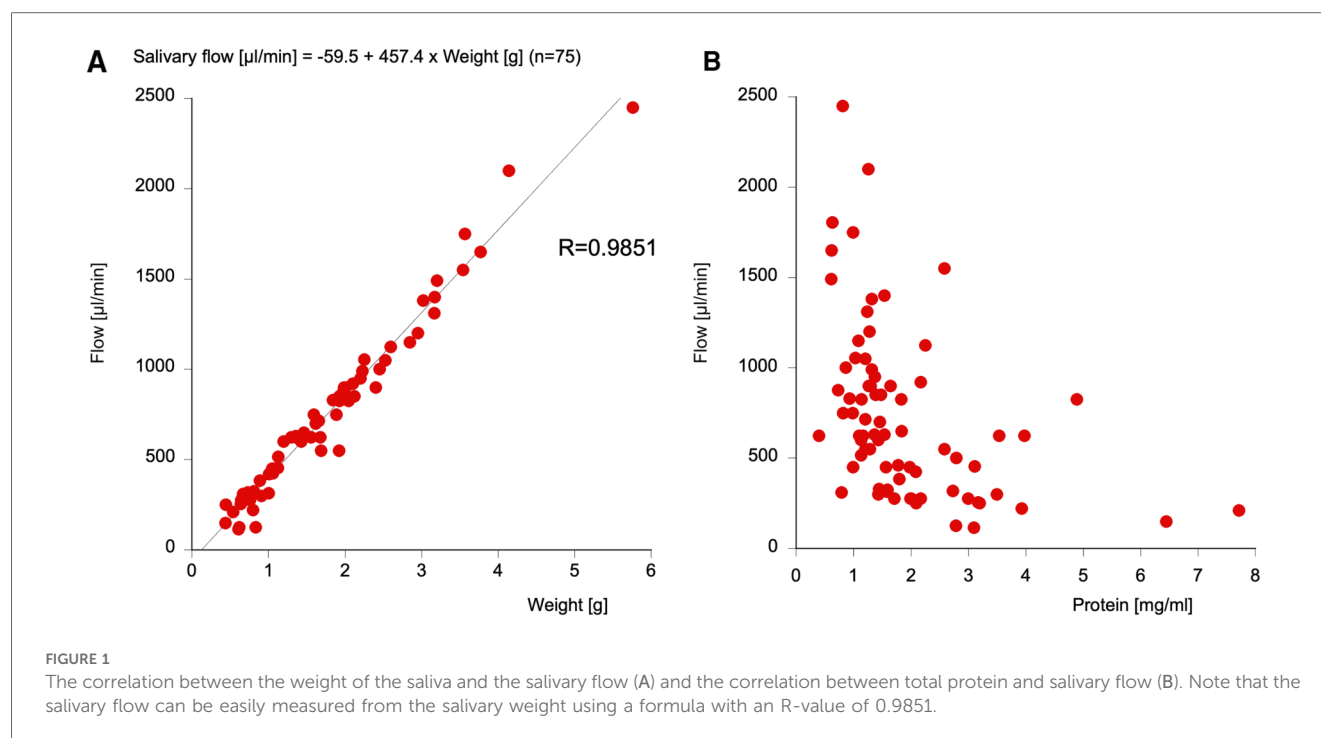 A
Salivary flow [µl/min] = -59.5 + 457.4 x Weight [g] (n=75)
2500
2000
1500
1000
500
0
Flow [µl/min]
R=0.9851
0 1 2 3 4 5 6
Weight [g]
B
2500
2000
1500
1000
500
0
Flow [µl/min]
0 1 2 3 4 5 6 7 8
Protein [mg/ml]
FIGURE 1
The correlation between the weight of the saliva and the salivary flow (A) and the correlation between total protein and salivary flow (B). Note that the
salivary flow can be easily measured from the salivary weight using a formula with an R-value of 0.9851.